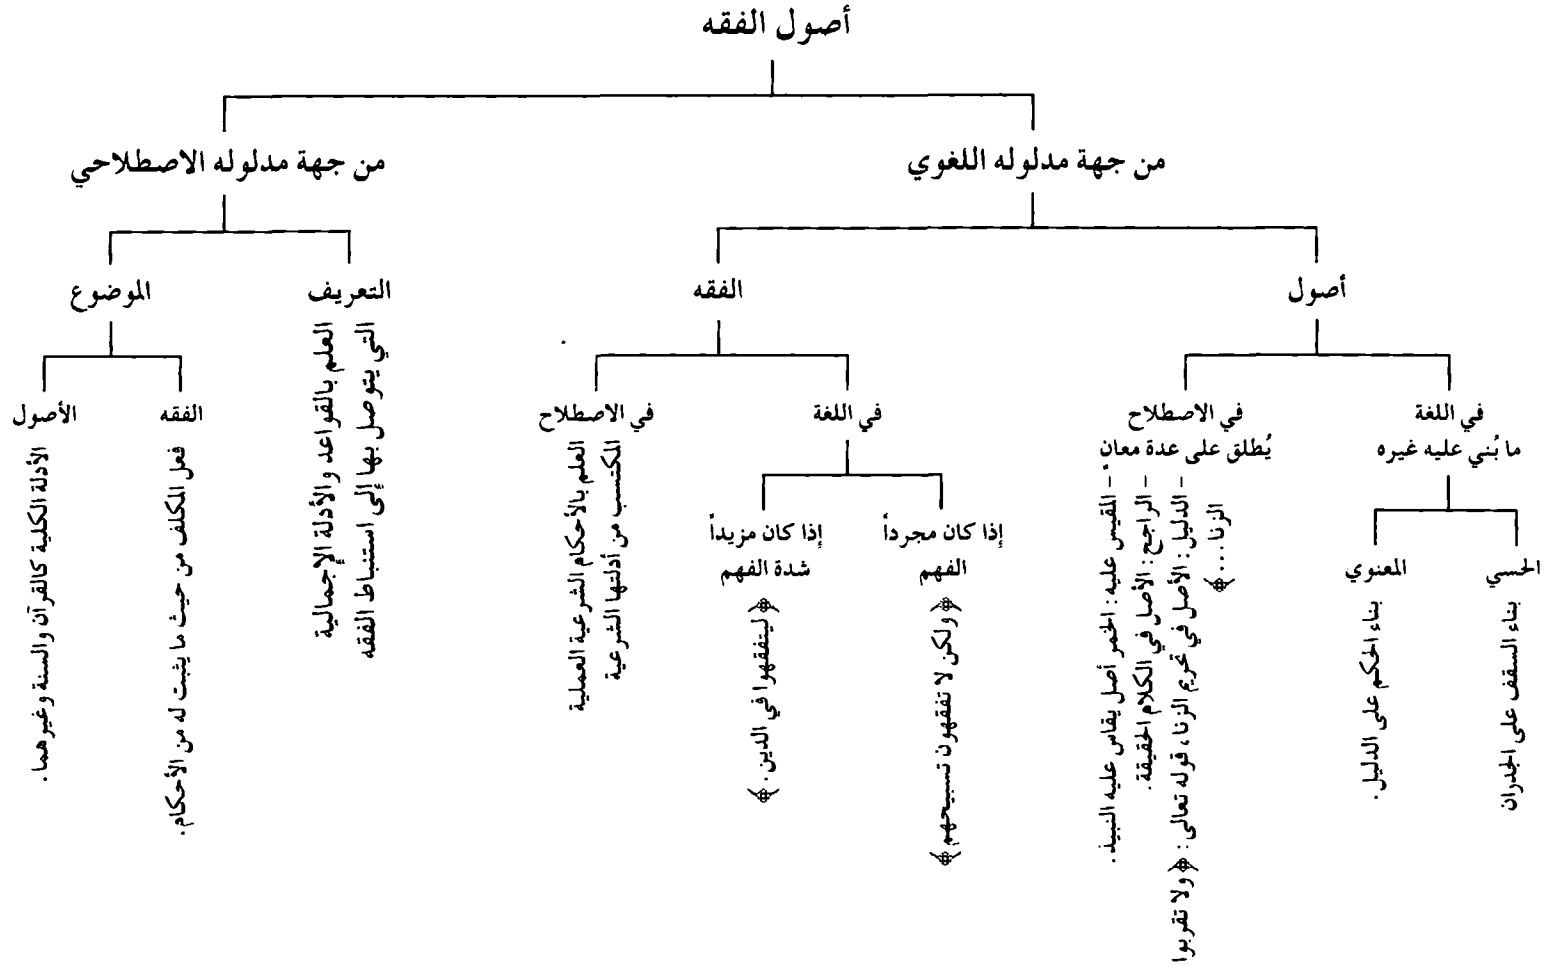 أصول الفقه
من جهة مدلوله اللغوي
من جهة مدلوله الاصطلاحي
أصول
الفقه
التعريف
الموضوع
في اللغة
ما بُني عليه غيره
في الاصطلاح
يُطلق على عدة معانٍ
في اللغة
في الاصطلاح
الفقه
الأصول
الحسي
بناء السقف على الجدران
المعنوي
بناء الحكم على الدليل.
- الدليل: الأصل في تحريم الزنا، قوله تعالى: ﴿ولا تقربوا
الزنا...﴾
- الراجح: الأصل في الكلام الحقيقة.
- المقيس عليه: الخمر أصل يقاس عليه النبيذ.
إذا كان مجرداً
الفهم
﴿ولكن لا تفقهون تسبيحهم﴾
إذا كان مزيداً
شدة الفهم
﴿ليتفقهوا في الدين.﴾
العلم بالأحكام الشرعية العملية
المكتسب من أدلتها الشرعية
العلم بالقواعد والأدلة الإجمالية
التي يتوصل بها إلى استنباط الفقه
فعل المكلف من حيث ما يثبت له من الأحكام.
الأدلة الكلية كالقرآن والسنة وغيرهما.